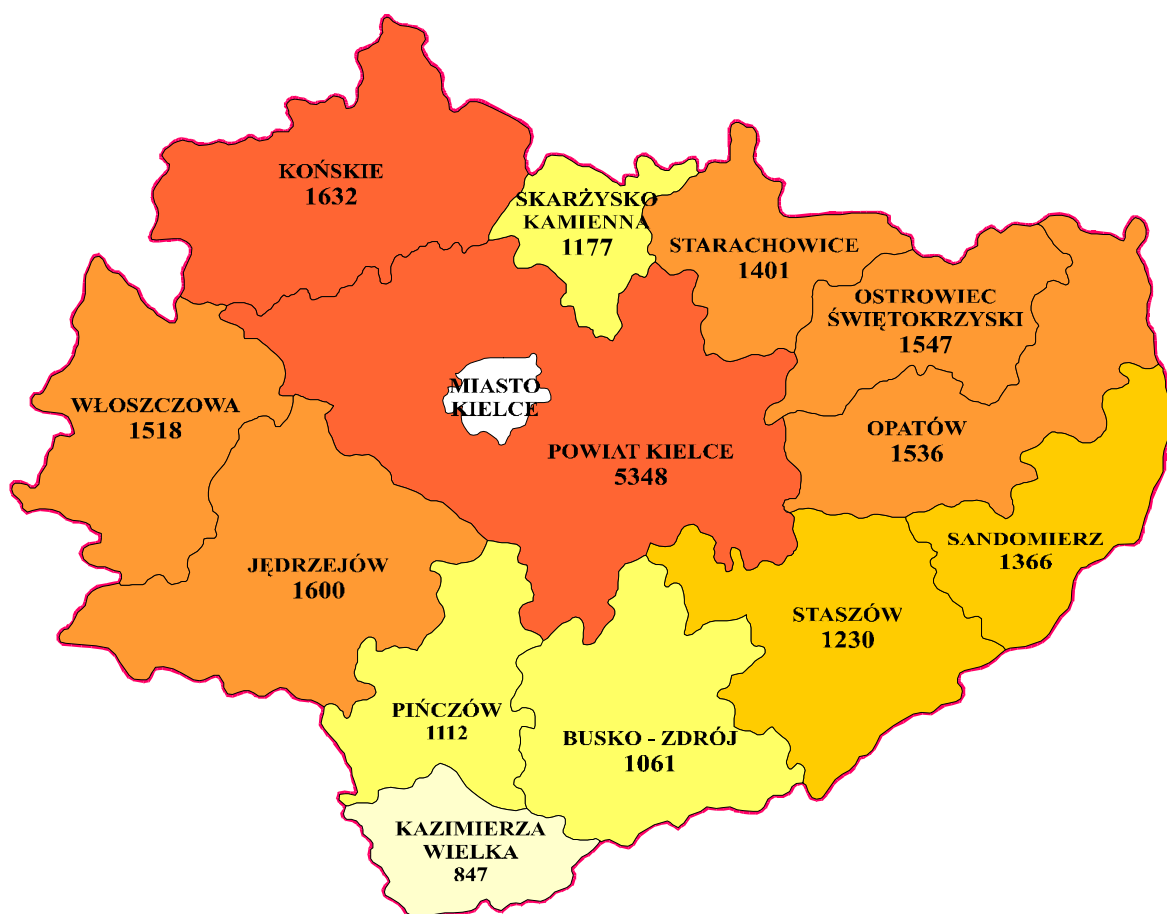 KOŃSKIE
1632
SKARŻYSKO
KAMIENNA
1177
STARACHOWICE
1401
OSTROWIEC
ŚWIĘTOKRZYSKI
1547
WŁOSZCZOWA
1518
MIASTO
KIELCE
POWIAT KIELCE
5348
OPATÓW
1536
SANDOMIERZ
1366
JĘDRZEJÓW
1600
STASZÓW
1230
PIŃCZÓW
1112
BUSKO - ZDRÓJ
1061
KAZIMIERZA
WIELKA
847